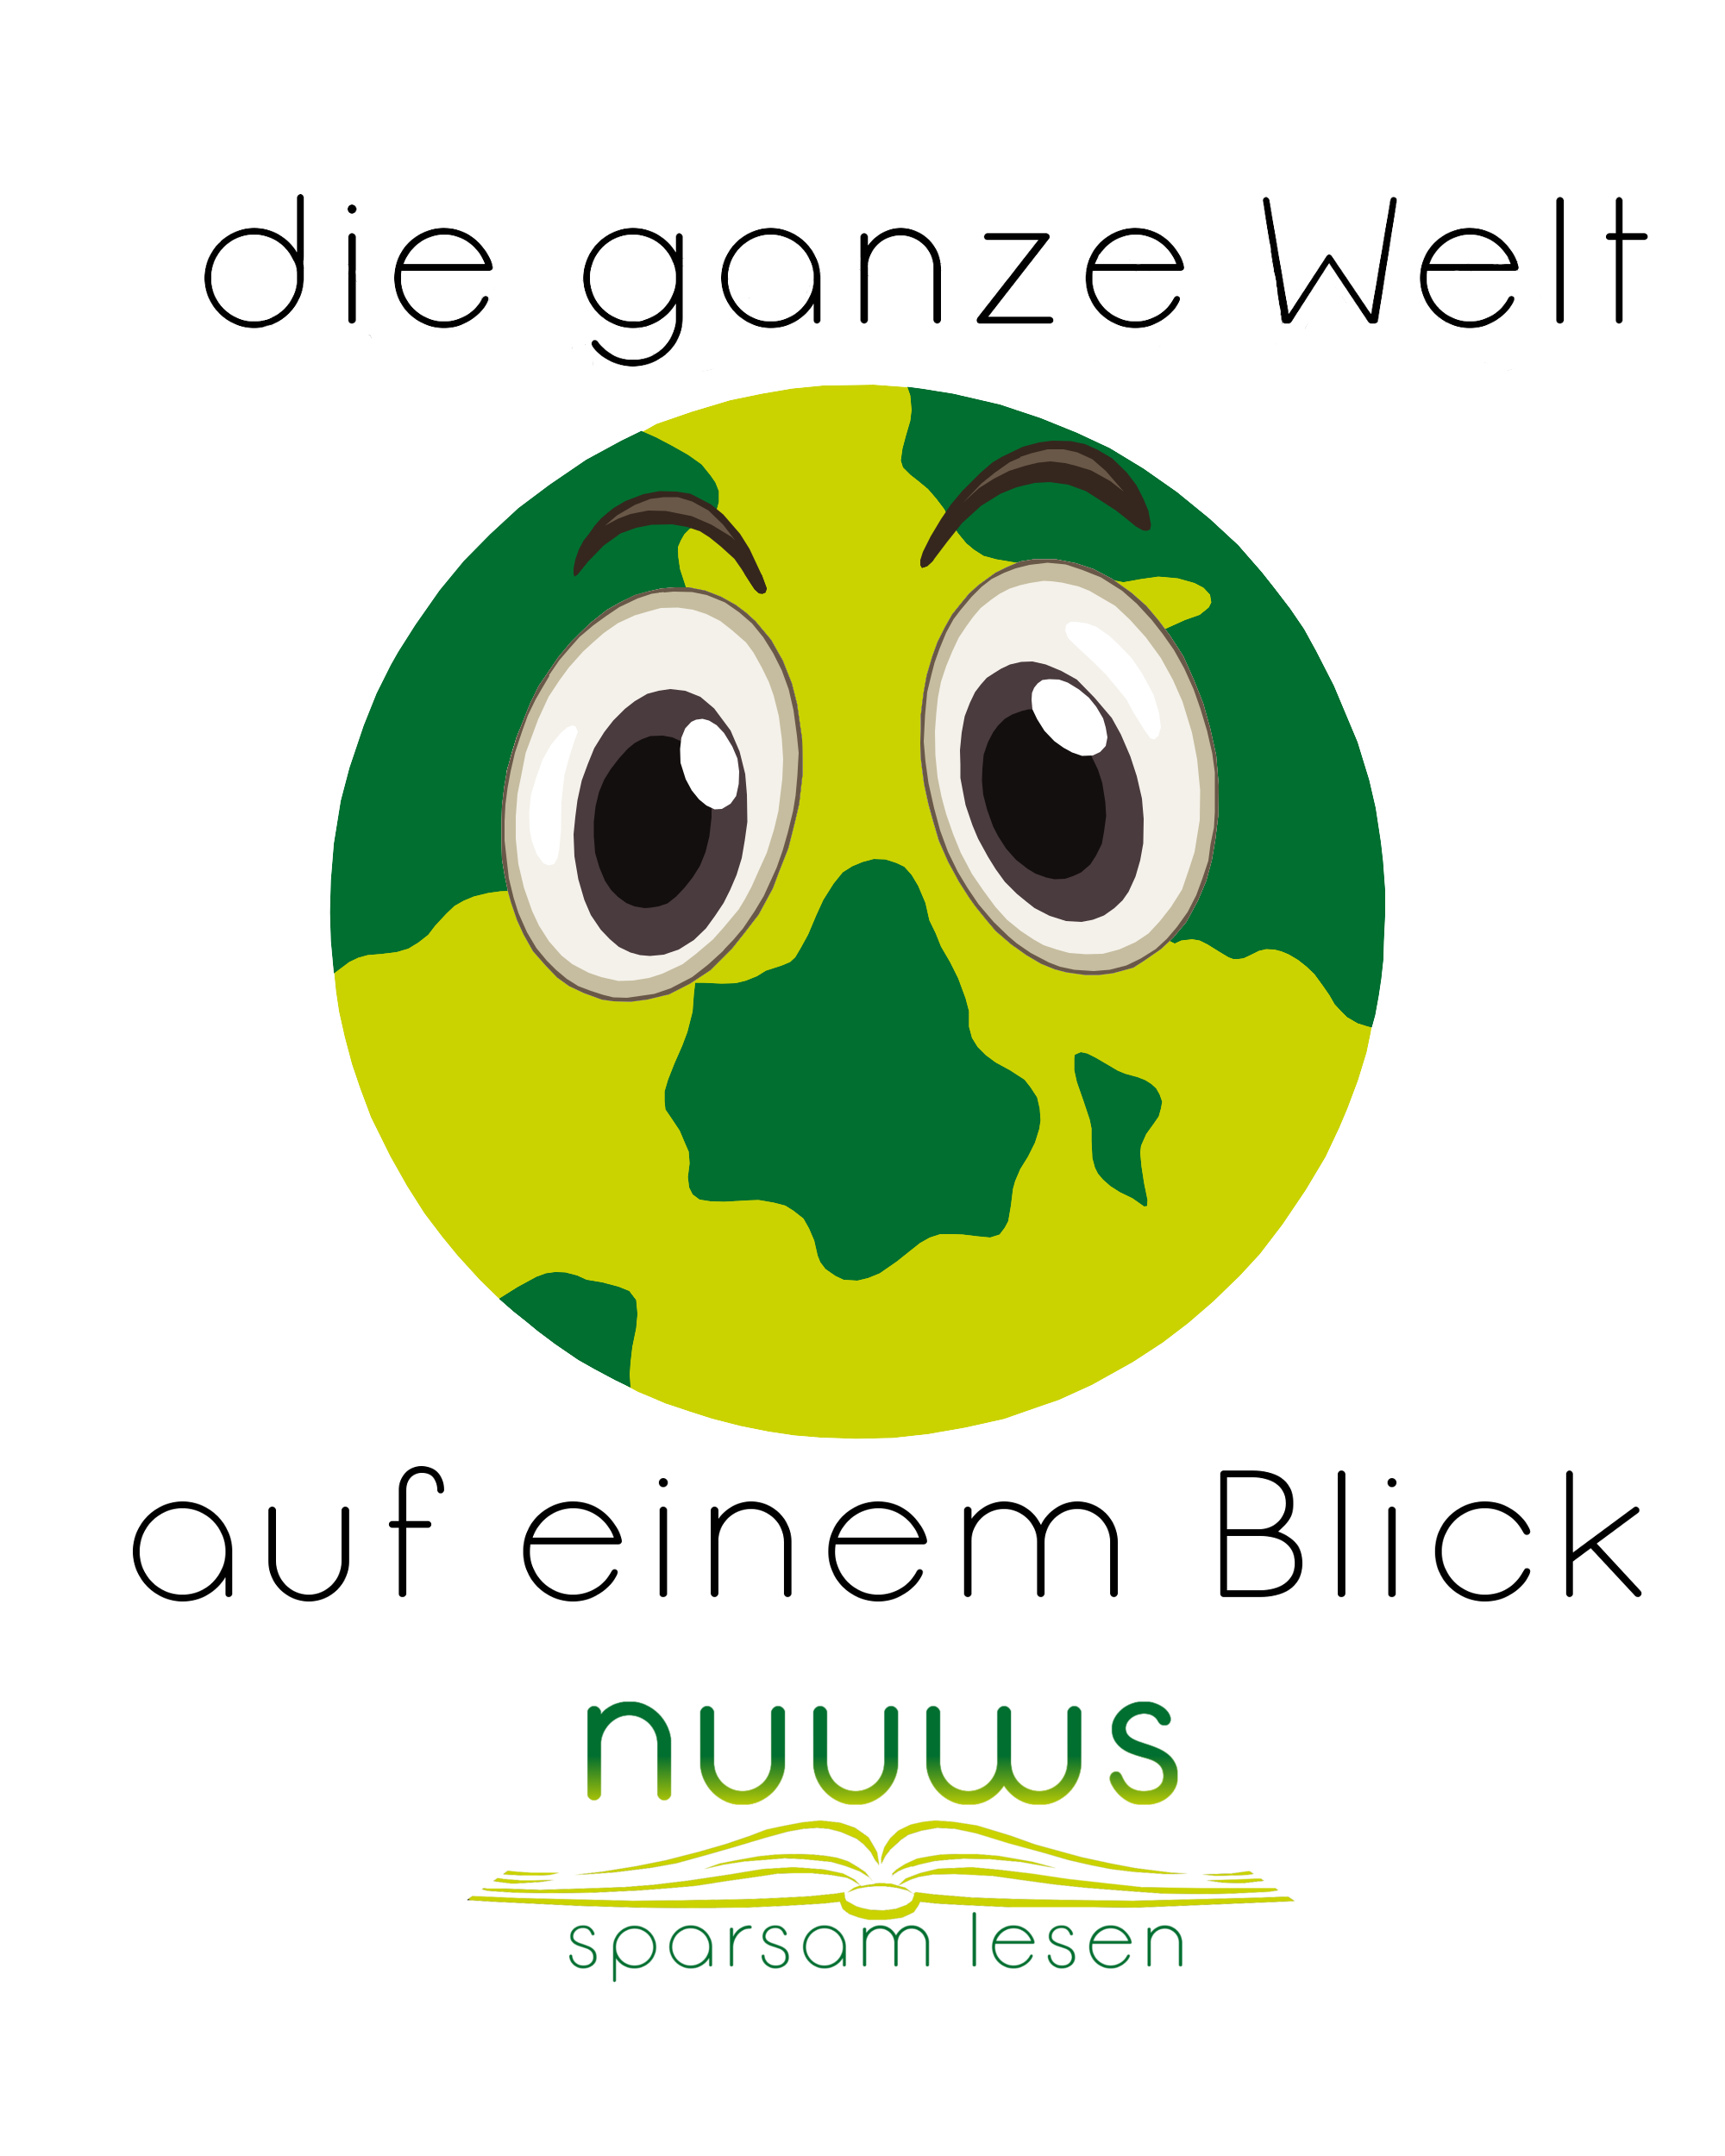 die ganze Welt
auf einem Blick
nuuws
sparsam lesen